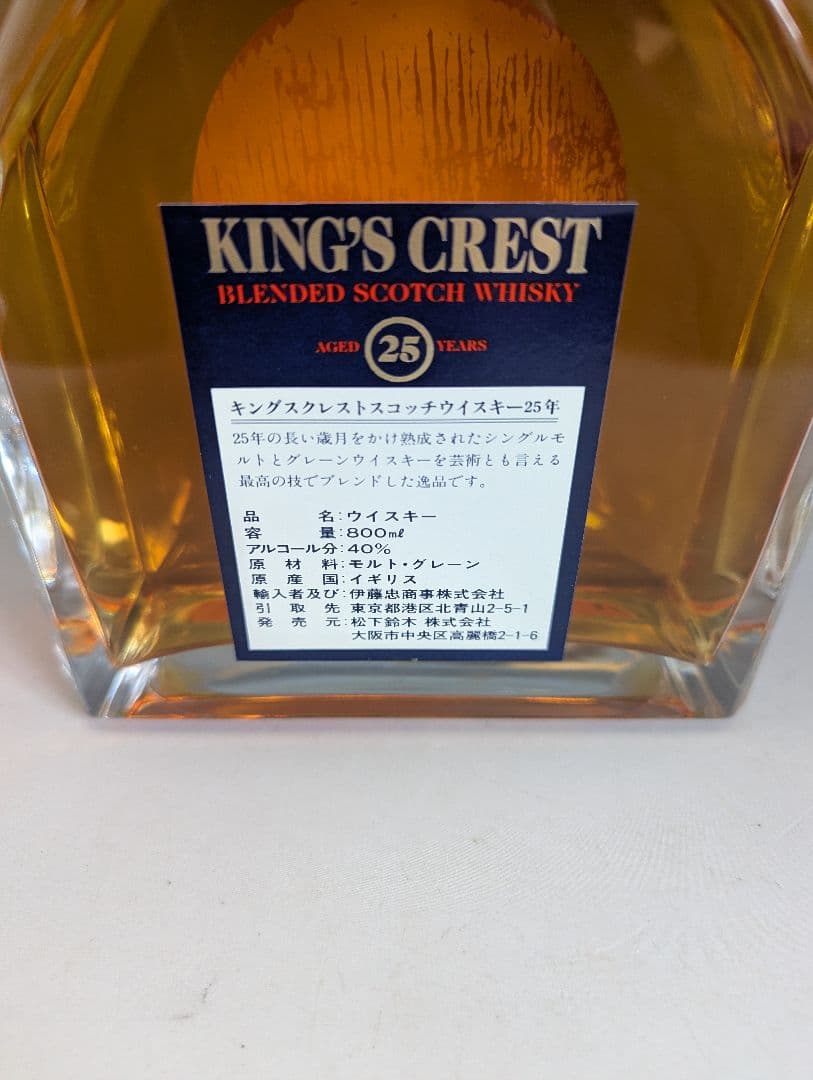 KING'S CREST
BLENDED SCOTCH WHISKY
AGED 25 YEARS
キングスクレストスコッチウイスキー25年
25年の長い歳月をかけ熟成されたシングルモ
ルトとグレーンウイスキーを芸術とも言える
最高の技でブレンドした逸品です。
品名:ウイスキー
容量:800㎖
アルコール分:40%
原材料:モルト・グレーン
原産国:イギリス
輸入者及び:伊藤忠商事株式会社
引取先 東京都港区北青山2-5-1
発売元:松下鈴木 株式会社
大阪市中央区高麗橋2-1-6